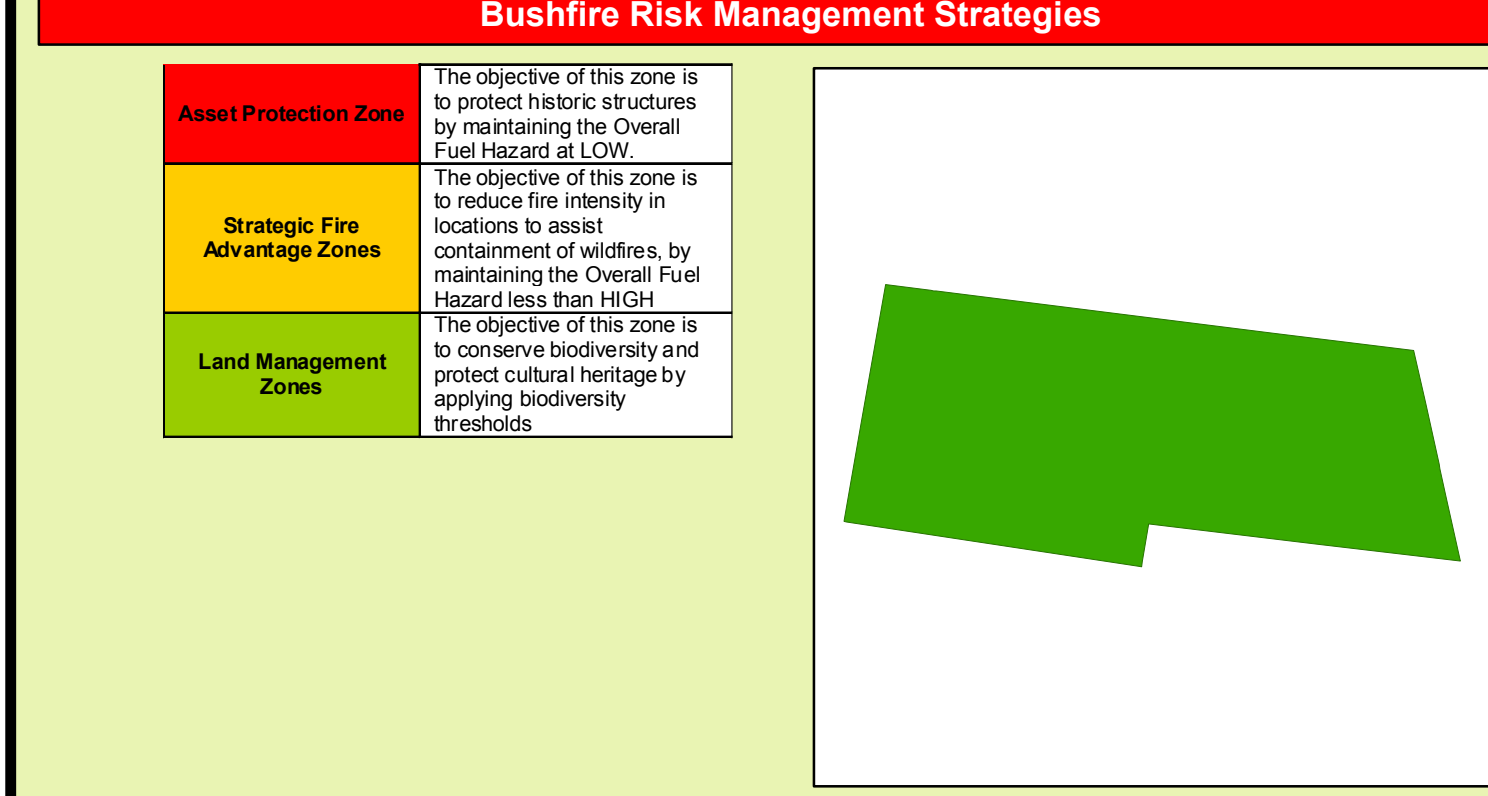 Bushfire Risk Management Strategies
Asset Protection Zone
The objective of this zone is
to protect historic structures
by maintaining the Overall
Fuel Hazard at LOW.
Strategic Fire
Advantage Zones
The objective of this zone is
to reduce fire intensity in
locations to assist
containment of wildfires, by
maintaining the Overall Fuel
Hazard less than HIGH
Land Management
Zones
The objective of this zone is
to conserve biodiversity and
protect cultural heritage by
applying biodiversity
thresholds